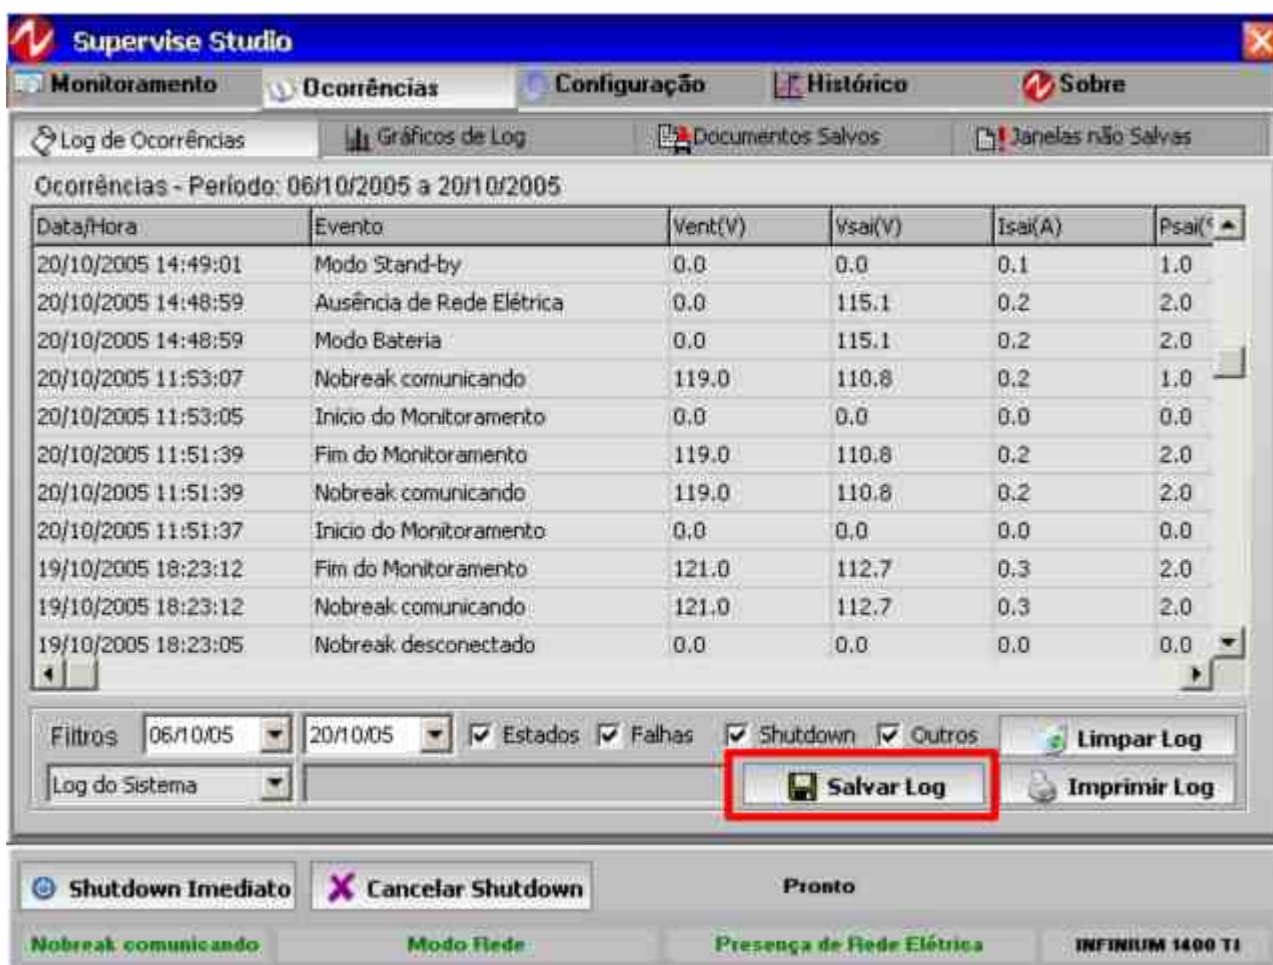 Supervise Studio
Monitoramento Ocorrências Configuração Histórico Sobre
Log de Ocorrências Gráficos de Log Documentos Salvos Janelas não Salvas
Ocorrências - Período: 06/10/2005 a 20/10/2005
Data/Hora Evento Vent(V) Vsai(V) Isai(A) Psai(
20/10/2005 14:49:01 Modo Stand-by 0.0 0.0 0.1 1.0
20/10/2005 14:48:59 Ausência de Rede Elétrica 0.0 115.1 0.2 2.0
20/10/2005 14:48:59 Modo Bateria 0.0 115.1 0.2 2.0
20/10/2005 11:53:07 Nobreak comunicando 119.0 110.8 0.2 1.0
20/10/2005 11:53:05 Inicio do Monitoramento 0.0 0.0 0.0 0.0
20/10/2005 11:51:39 Fim do Monitoramento 119.0 110.8 0.2 2.0
20/10/2005 11:51:39 Nobreak comunicando 119.0 110.8 0.2 2.0
20/10/2005 11:51:37 Inicio do Monitoramento 0.0 0.0 0.0 0.0
19/10/2005 18:23:12 Fim do Monitoramento 121.0 112.7 0.3 2.0
19/10/2005 18:23:12 Nobreak comunicando 121.0 112.7 0.3 2.0
19/10/2005 18:23:05 Nobreak desconectado 0.0 0.0 0.0 0.0
Filtros 06/10/05 20/10/05 Estados Falhas Shutdown Outros Limpar Log
Log do Sistema Salvar Log Imprimir Log
Shutdown Imediato Cancelar Shutdown Pronto
Nobreak comunicando Modo Rede Presença de Rede Elétrica INFINIUM 1400 TI